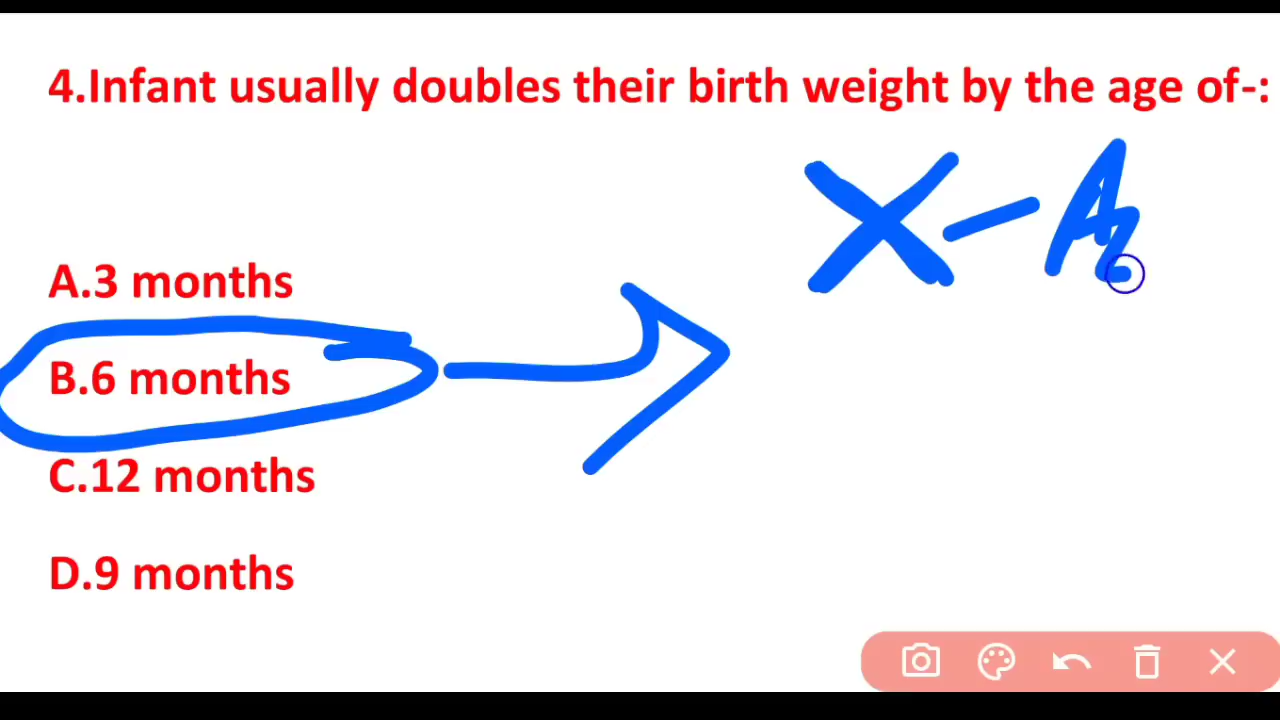 4.Infant usually doubles their birth weight by the age of-:
X-A
A.3 months
B.6 months
C.12 months
D.9 months